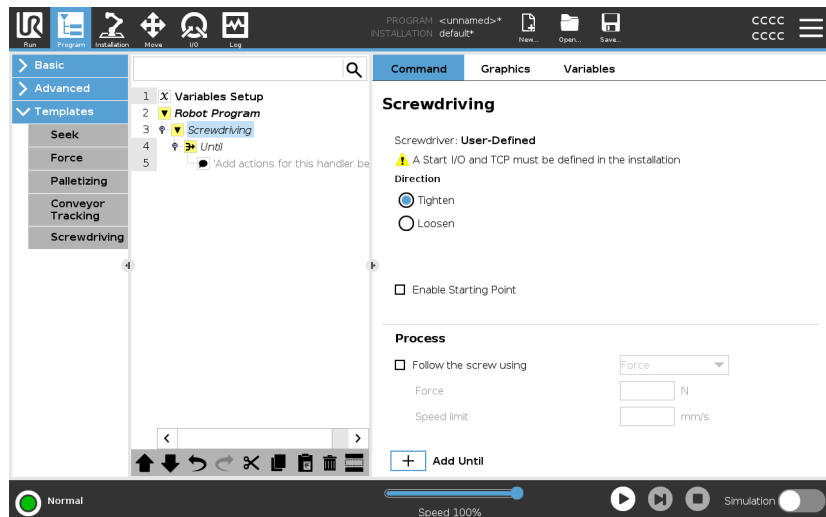 PROGRAM <unnamed>*
INSTALLATION default*
CCCC
CCCC
Run
Program
Installation
Move
I/O
Log
New...
Open...
Save...
Basic
Advanced
Templates
Seek
Force
Palletizing
Conveyor
Tracking
Screwdriving
1 X Variables Setup
2 Robot Program
3 Screwdriving
4 Until
5 'Add actions for this handler be
Command Graphics Variables
Screwdriving
Screwdriver: User-Defined
A Start I/O and TCP must be defined in the installation
Direction
Tighten
Loosen
Enable Starting Point
Process
Follow the screw using Force
Force N
Speed limit mm/s
+ Add Until
Normal
Speed 100%
Simulation